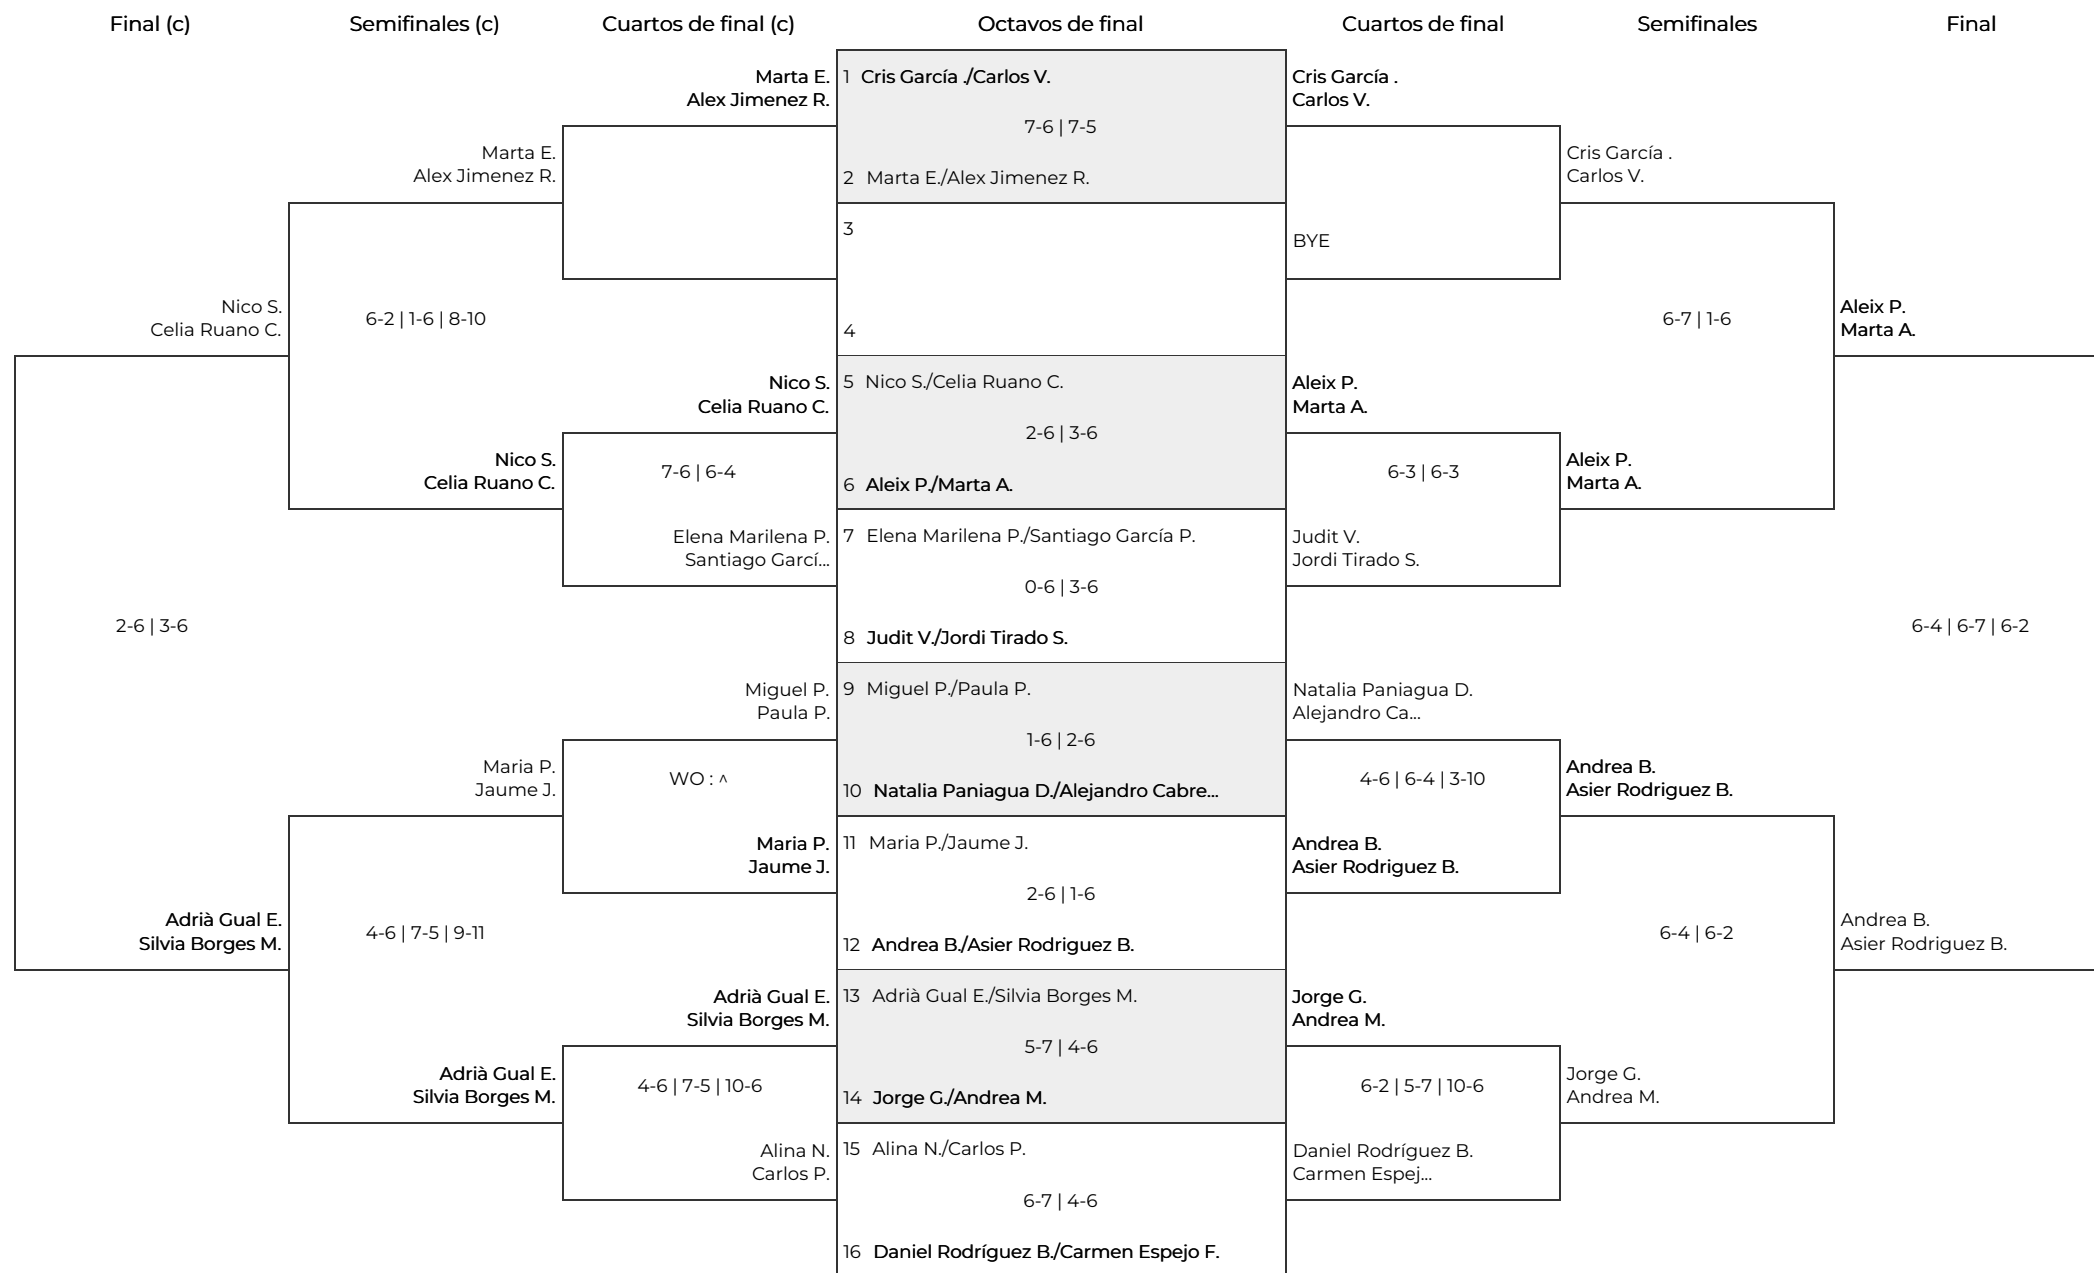 Final (c)
Semifinales (c)
Cuartos de final (c)
Octavos de final
Cuartos de final
Semifinales
Final
Nico S.
Celia Ruano C.
2-6 | 3-6
Adrià Gual E.
Silvia Borges M.
Marta E.
Alex Jimenez R.
6-2 | 1-6 | 8-10
Nico S.
Celia Ruano C.
Maria P.
Jaume J.
4-6 | 7-5 | 9-11
Adrià Gual E.
Silvia Borges M.
Marta E.
Alex Jimenez R.
Nico S.
Celia Ruano C.
7-6 | 6-4
Elena Marilena P.
Santiago Garcí...
Miguel P.
Paula P.
WO : ^
Maria P.
Jaume J.
Adrià Gual E.
Silvia Borges M.
4-6 | 7-5 | 10-6
Alina N.
Carlos P.
1 Cris García ./Carlos V.
7-6 | 7-5
2 Marta E./Alex Jimenez R.
3
4
5 Nico S./Celia Ruano C.
2-6 | 3-6
6 Aleix P./Marta A.
7 Elena Marilena P./Santiago García P.
0-6 | 3-6
8 Judit V./Jordi Tirado S.
9 Miguel P./Paula P.
1-6 | 2-6
10 Natalia Paniagua D./Alejandro Cabre...
11 Maria P./Jaume J.
2-6 | 1-6
12 Andrea B./Asier Rodriguez B.
13 Adrià Gual E./Silvia Borges M.
5-7 | 4-6
14 Jorge G./Andrea M.
15 Alina N./Carlos P.
6-7 | 4-6
16 Daniel Rodríguez B./Carmen Espejo F.
Cris García .
Carlos V.
BYE
Aleix P.
Marta A.
6-3 | 6-3
Judit V.
Jordi Tirado S.
Natalia Paniagua D.
Alejandro Ca...
4-6 | 6-4 | 3-10
Andrea B.
Asier Rodriguez B.
Jorge G.
Andrea M.
6-2 | 5-7 | 10-6
Daniel Rodríguez B.
Carmen Espej...
Cris García .
Carlos V.
6-7 | 1-6
Aleix P.
Marta A.
Andrea B.
Asier Rodriguez B.
6-4 | 6-2
Jorge G.
Andrea M.
Aleix P.
Marta A.
6-4 | 6-7 | 6-2
Andrea B.
Asier Rodriguez B.